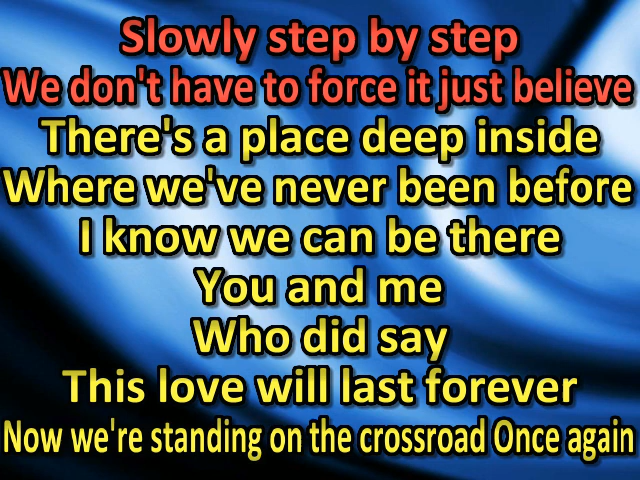 Slowly step by step
We don't have to force it just believe
There's a place deep inside
Where we've never been before
I know we can be there
You and me
Who did say
This love will last forever
Now we're standing on the crossroad Once again